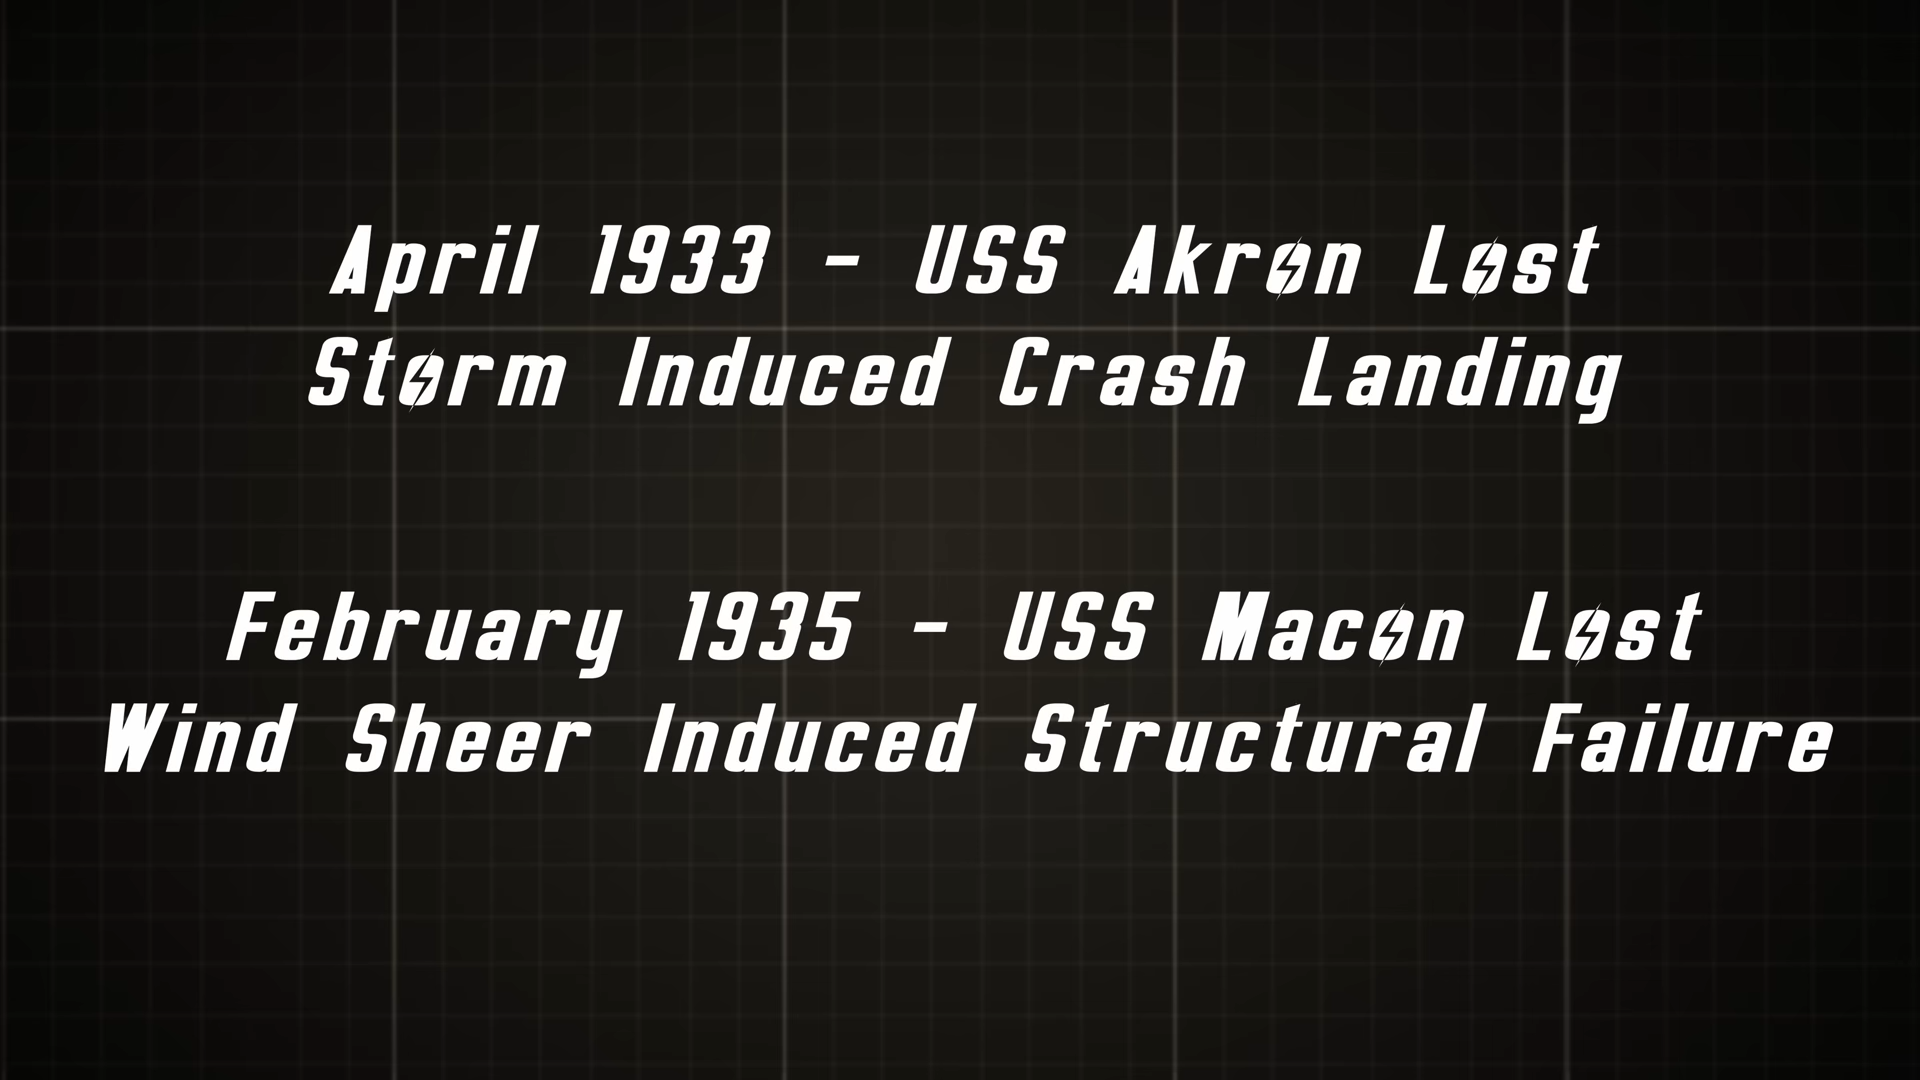 April 1933 - USS Akron Lost
Storm Induced Crash Landing
February 1935 - USS Macon Lost
Wind Sheer Induced Structural Failure